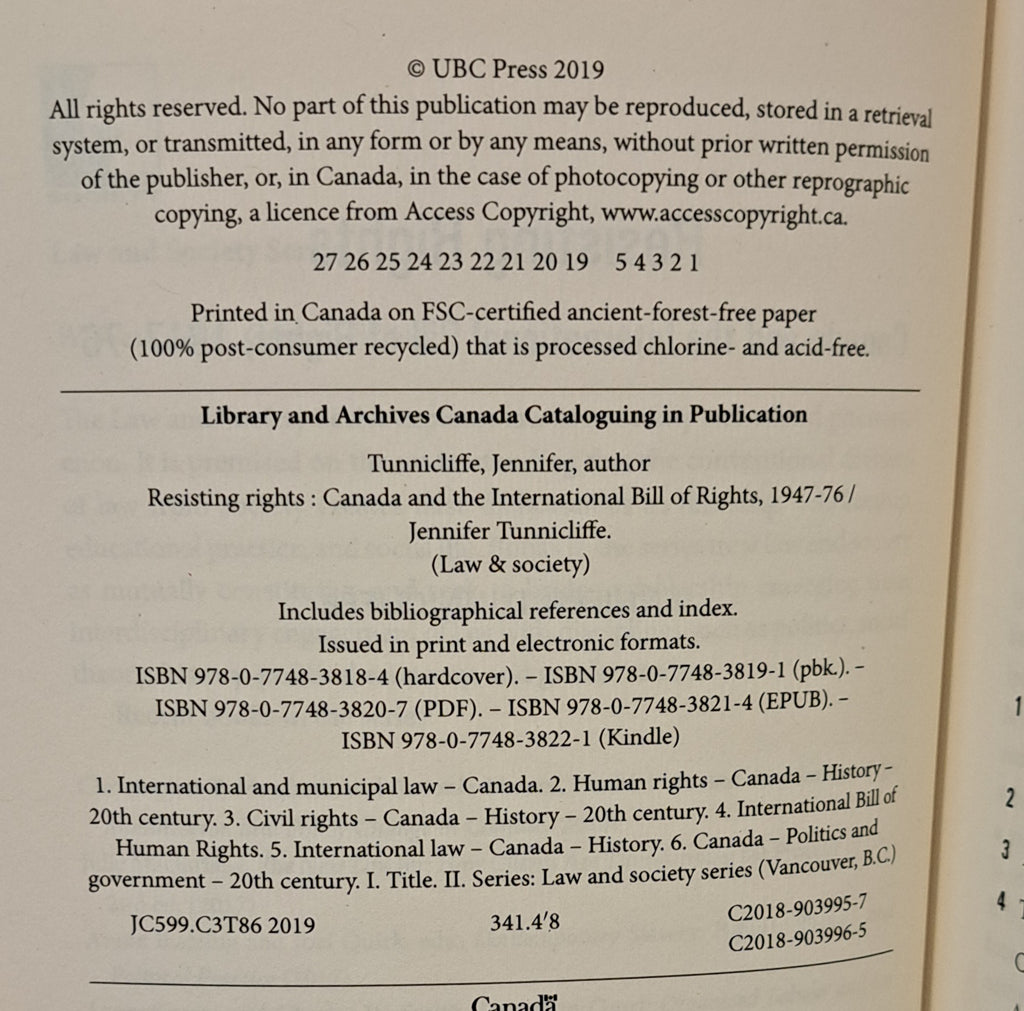 © UBC Press 2019
All rights reserved. No part of this publication may be reproduced, stored in a retrieval
system, or transmitted, in any form or by any means, without prior written permission
of the publisher, or, in Canada, in the case of photocopying or other reprographic
copying, a licence from Access Copyright, www.accesscopyright.ca.
27 26 25 24 23 22 21 20 19 5 4 3 2 1
Printed in Canada on FSC-certified ancient-forest-free paper
(100% post-consumer recycled) that is processed chlorine- and acid-free.
Library and Archives Canada Cataloguing in Publication
Tunnicliffe, Jennifer, author
Resisting rights : Canada and the International Bill of Rights, 1947-76 /
Jennifer Tunnicliffe.
(Law & society)
Includes bibliographical references and index.
Issued in print and electronic formats.
ISBN 978-0-7748-3818-4 (hardcover). – ISBN 978-0-7748-3819-1 (pbk.). –
ISBN 978-0-7748-3820-7 (PDF). – ISBN 978-0-7748-3821-4 (EPUB). –
ISBN 978-0-7748-3822-1 (Kindle)
1. International and municipal law – Canada. 2. Human rights – Canada – History –
20th century. 3. Civil rights – Canada – History – 20th century. 4. International Bill of
Human Rights. 5. International law – Canada – History. 6. Canada – Politics and
government – 20th century. I. Title. II. Series: Law and society series (Vancouver, B.C.)
JC599.C3T86 2019 341.4'8 C2018-903995-7
C2018-903996-5
Canada
1
2
3
4